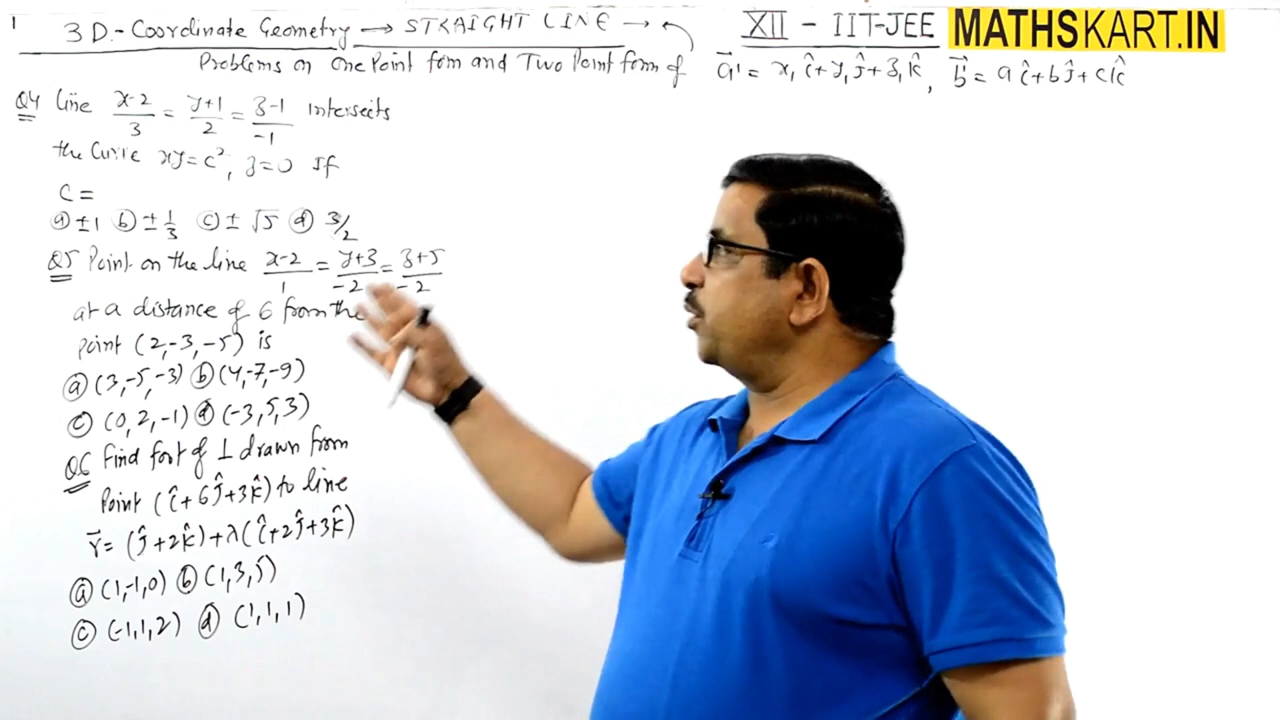 1
3D.-Coordinate Geometry → STRAIGHT LINE →
XII - IIT-JEE
MATHSKART.IN
Problems on one Point form and Two Point form of
a⃗ = x₁î+y₁ĵ+z₁k̂, b⃗ = aî+bĵ+ck̂
Q4 line (x-2)/3 = (y+1)/2 = (z-1)/-1 intersects
the Curve xy=c², z=0 If
C=
ⓐ ±1 ⓑ ±1/3 ⓒ ±√5 ⓓ 3/2
Q5 Point on the line (x-2)/1 = (y+3)/-2 = (z+5)/-2
at a distance of 6 from the
point (2,-3,-5) is
ⓐ (3,-5,-3) ⓑ (4,-7,-9)
ⓒ (0,2,-1) ⓓ (-3,5,3)
Q6 Find foot of ⊥ drawn from
Point (î+6ĵ+3k̂) to line
r⃗ = (ĵ+2k̂)+λ(î+2ĵ+3k̂)
ⓐ (1,-1,0) ⓑ (1,3,5)
ⓒ (-1,1,2) ⓓ (1,1,1)